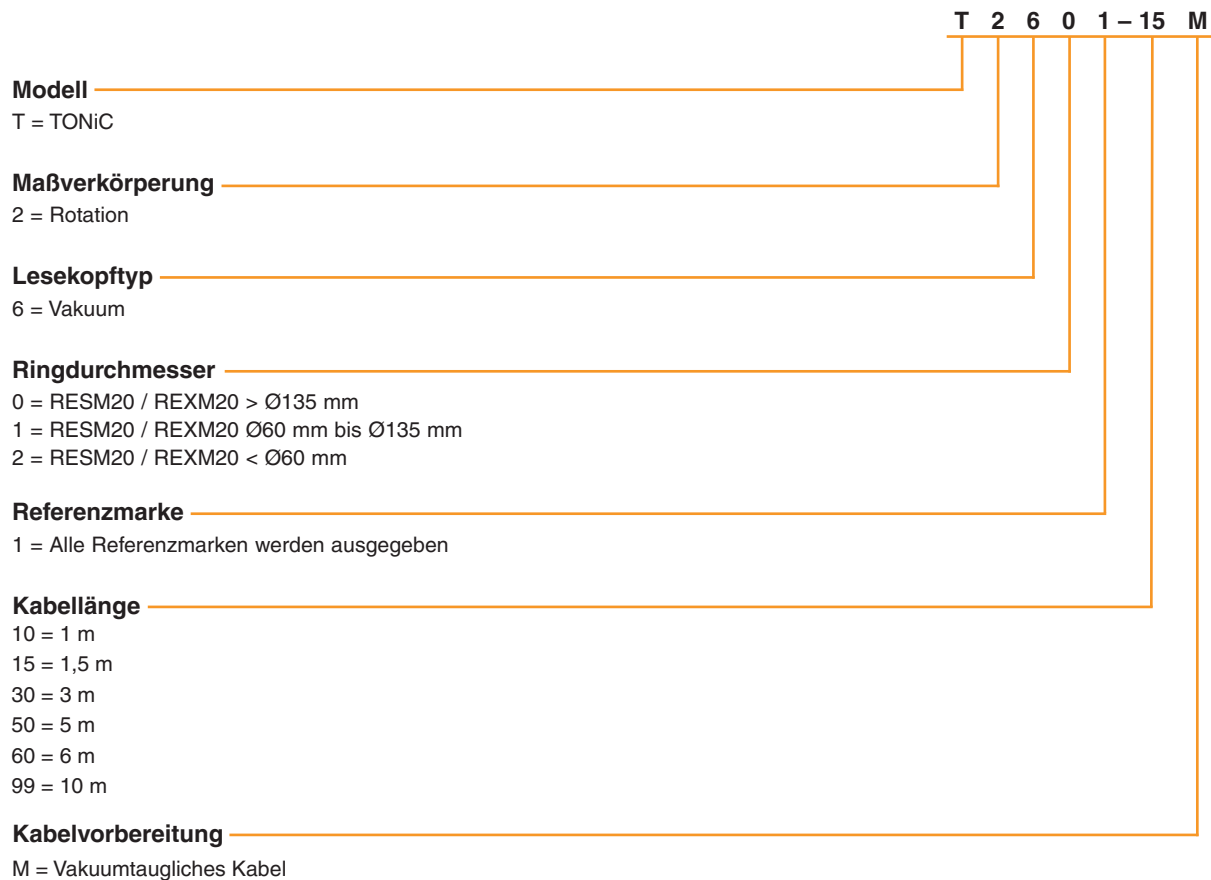 T 2 6 0 1 – 15 M
Modell
T = TONiC
Maßverkörperung
2 = Rotation
Lesekopftyp
6 = Vakuum
Ringdurchmesser
0 = RESM20 / REXM20 > Ø135 mm
1 = RESM20 / REXM20 Ø60 mm bis Ø135 mm
2 = RESM20 / REXM20 < Ø60 mm
Referenzmarke
1 = Alle Referenzmarken werden ausgegeben
Kabellänge
10 = 1 m
15 = 1,5 m
30 = 3 m
50 = 5 m
60 = 6 m
99 = 10 m
Kabelvorbereitung
M = Vakuumtaugliches Kabel